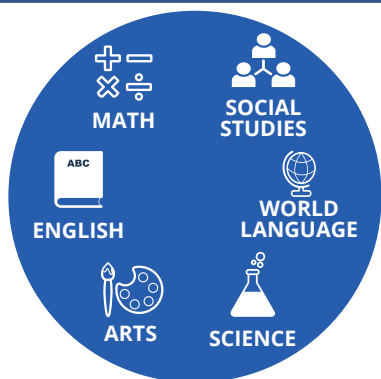 MATH
SOCIAL
STUDIES
ABC
ENGLISH
WORLD
LANGUAGE
ARTS
SCIENCE